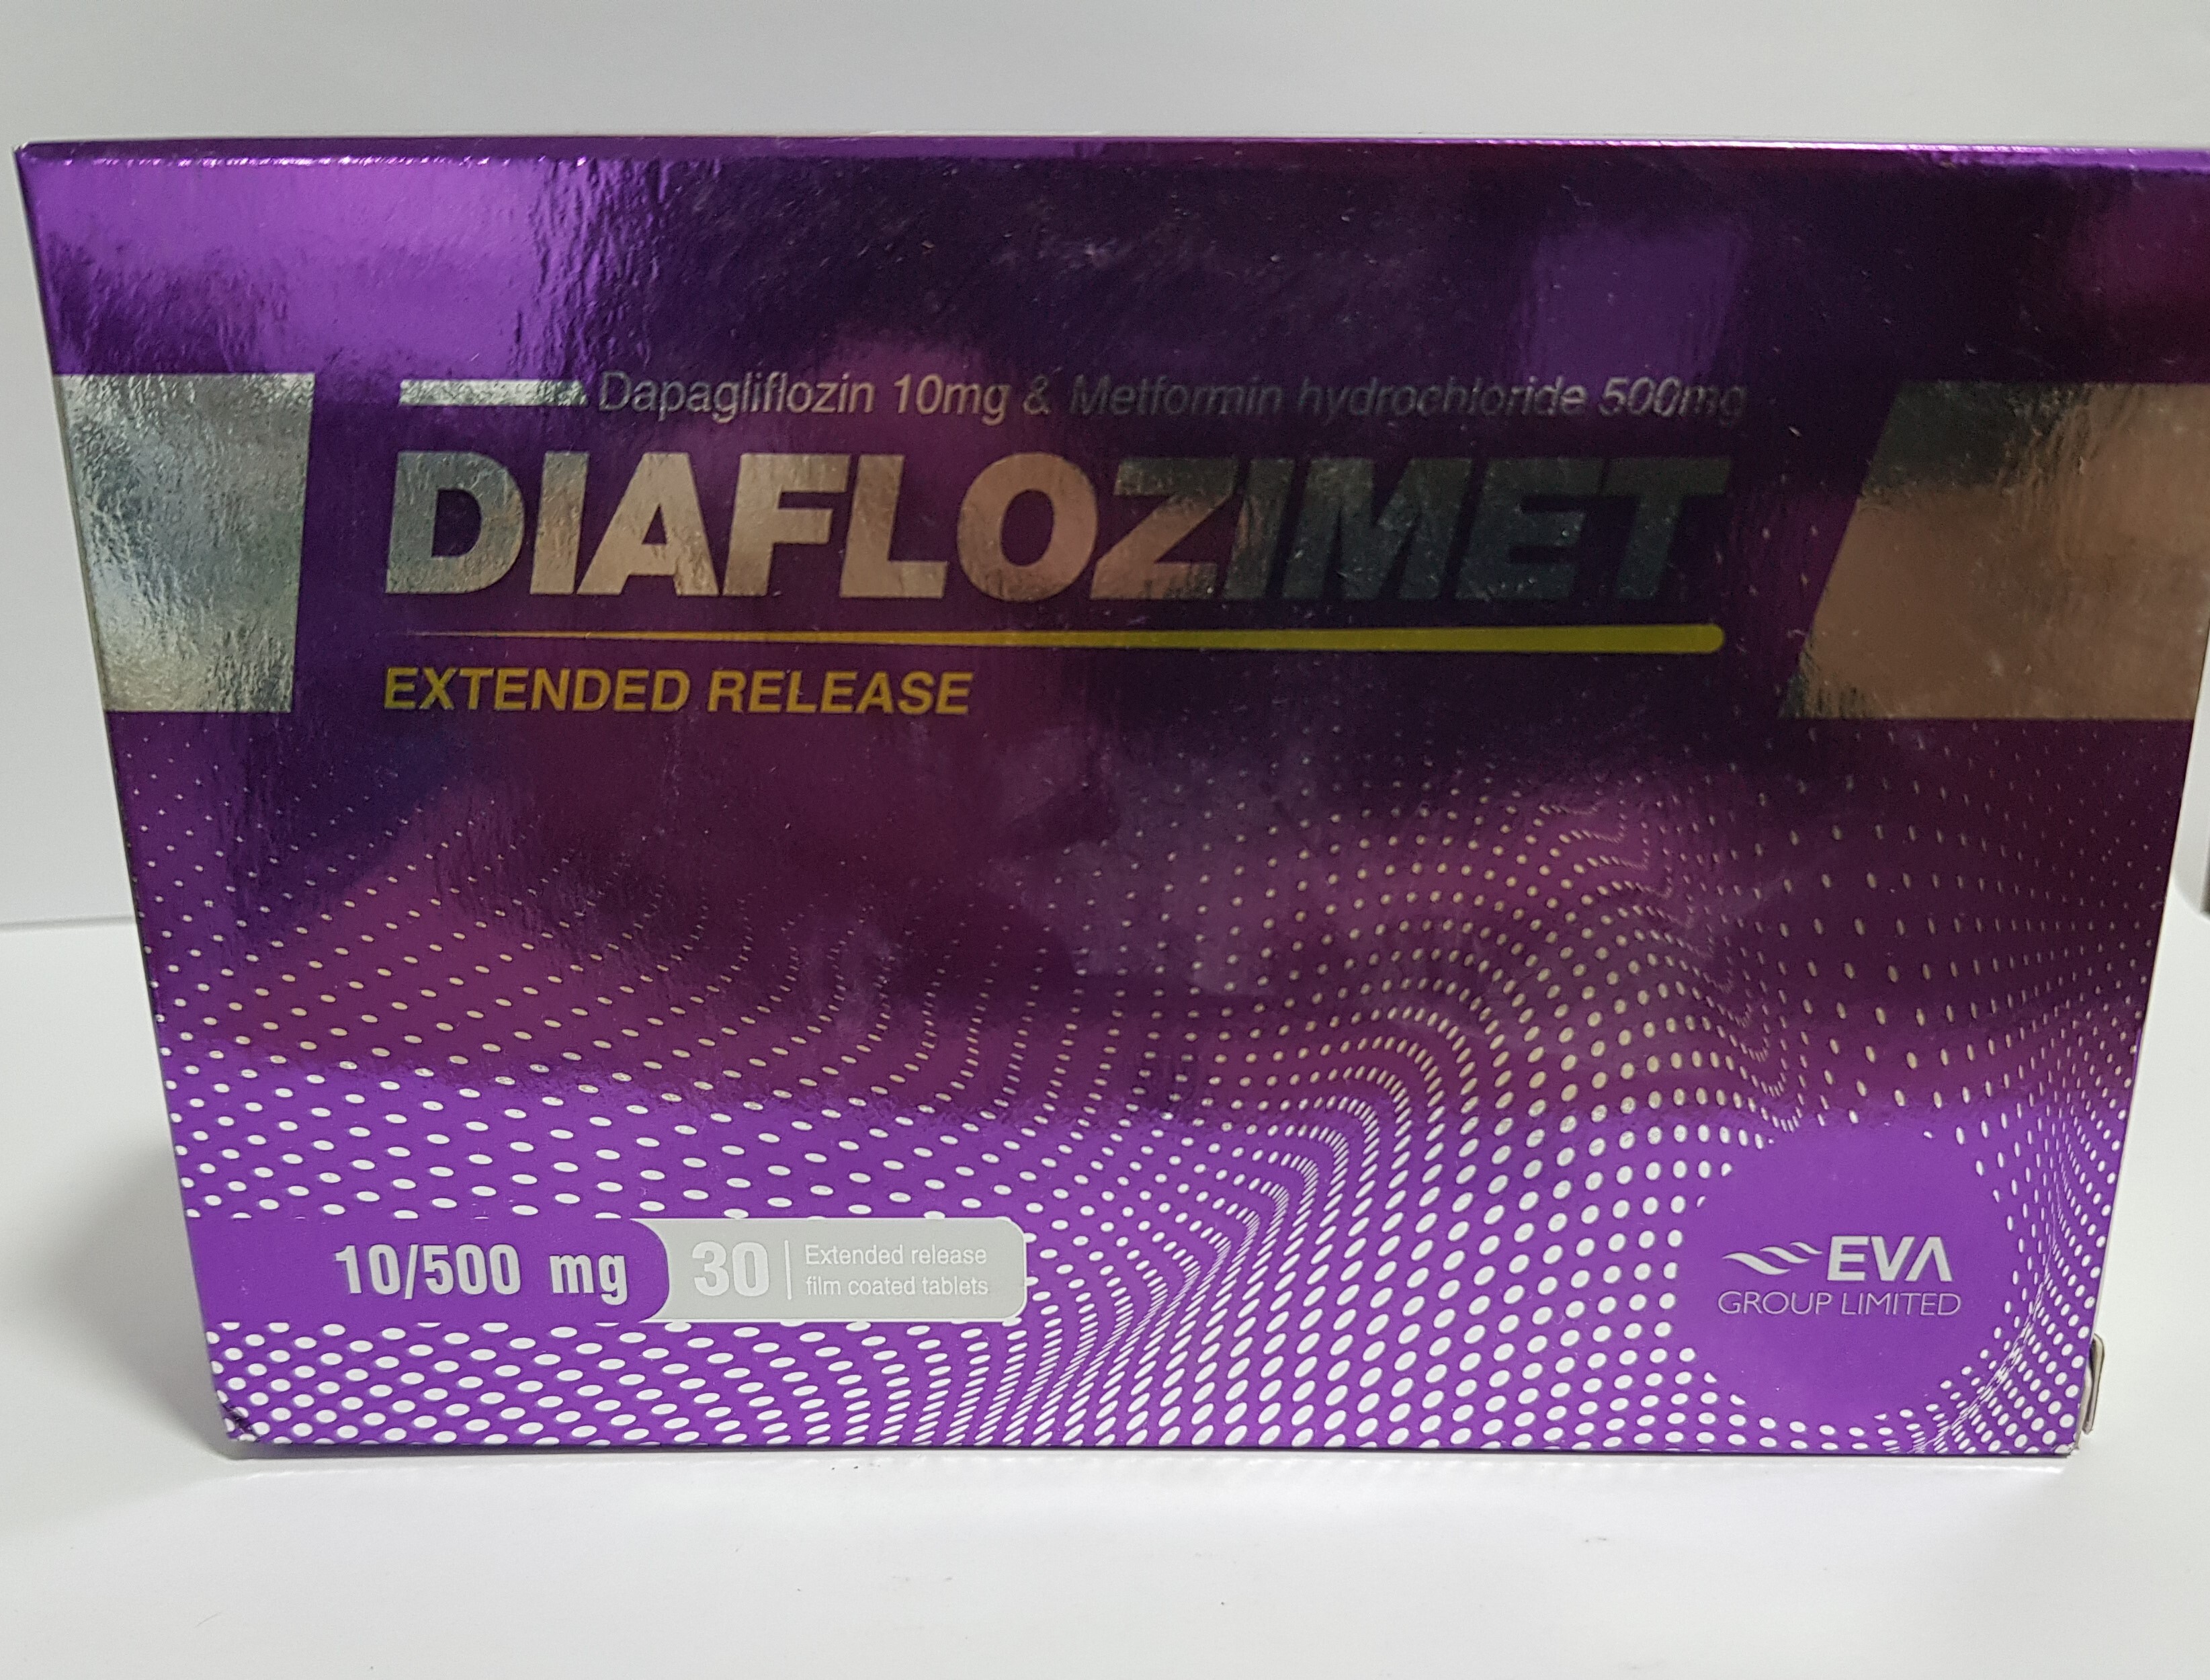 Dapagliflozin 10mg & Metformin hydrochloride 500mg
DIAFLOZIMET
EXTENDED RELEASE
10/500 mg
30
Extended release
film coated tablets
EVA
GROUP LIMITED